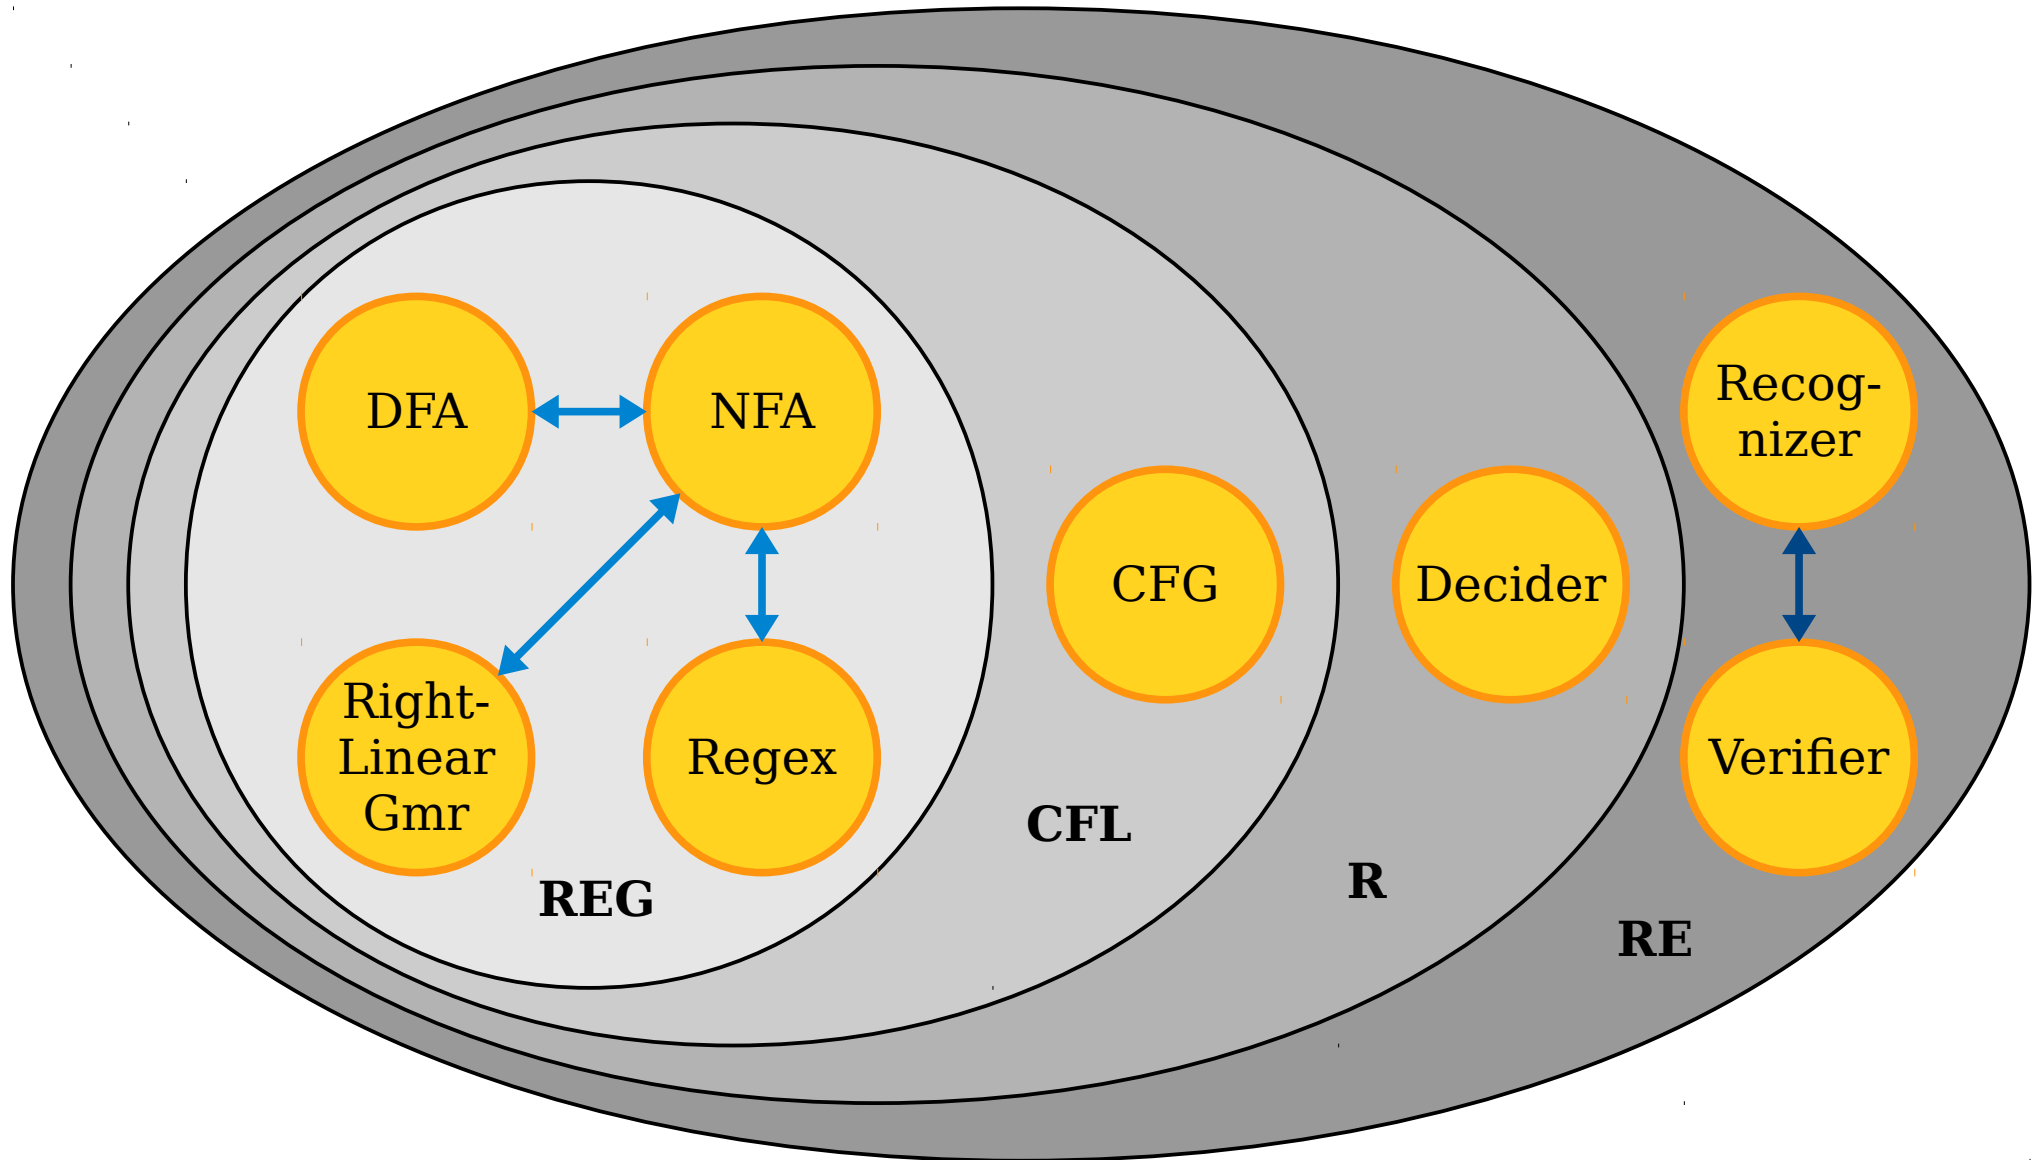 DFA
NFA
Recog-
nizer
CFG
Decider
Right-
Linear
Gmr
Regex
Verifier
CFL
R
REG
RE